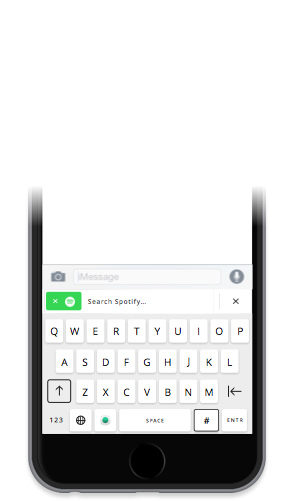 iMessage
× Search Spotify... ×
Q W E R T Y U I O P
A S D F G H J K L
Z X C V B N M
123 SPACE # ENTR